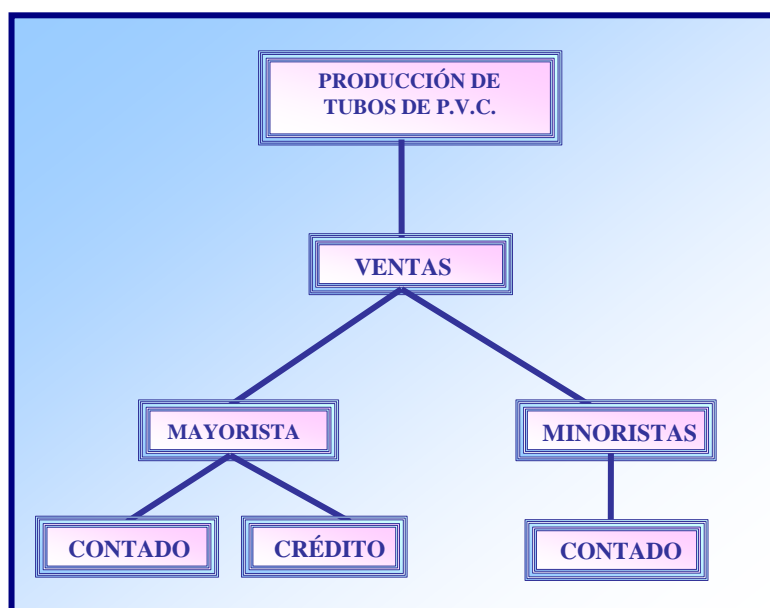 PRODUCCIÓN DE
TUBOS DE P.V.C.
VENTAS
MAYORISTA
MINORISTAS
CONTADO
CRÉDITO
CONTADO